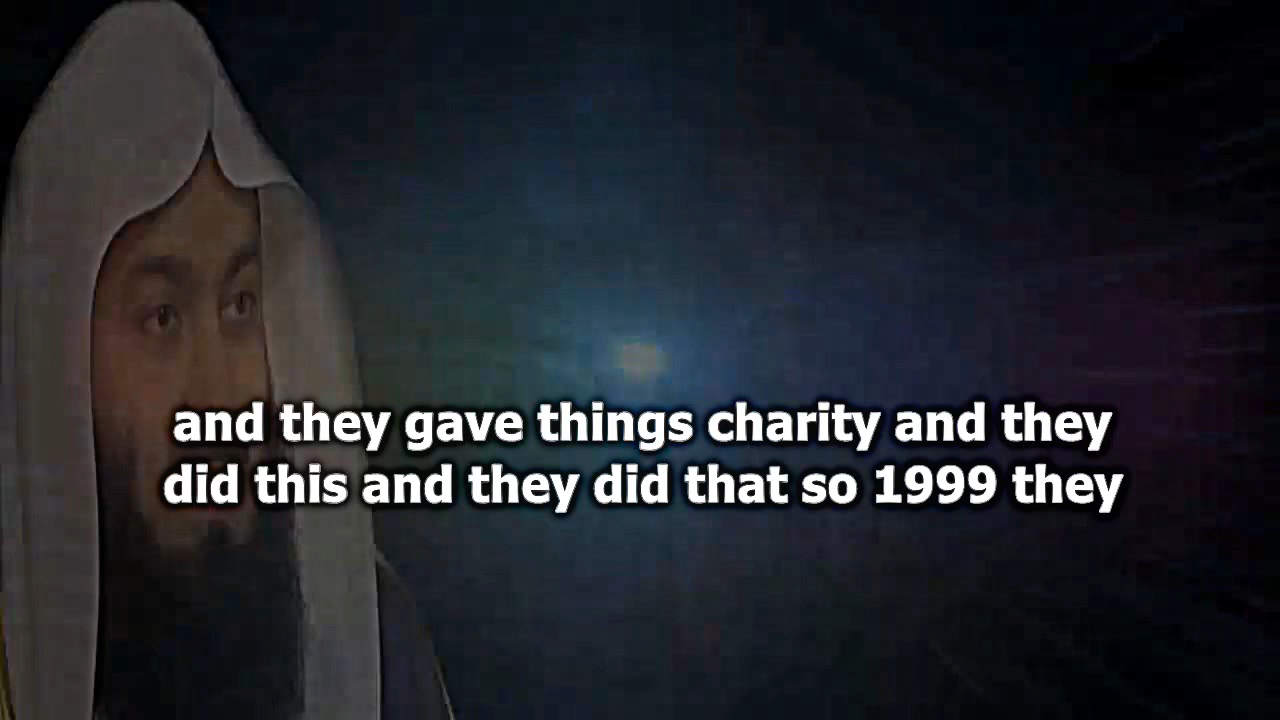 and they gave things charity and they
did this and they did that so 1999 they